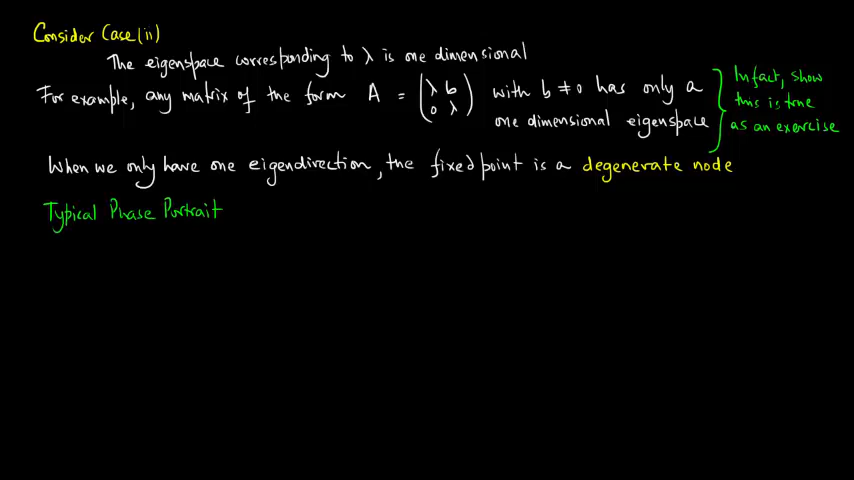 Consider Case (ii)
The eigenspace corresponding to λ is one dimensional
For example, any matrix of the form A = ( λ b
0 λ ) with b ≠ 0 has only a
one dimensional eigenspace
Infact, show
this is true
as an exercise
When we only have one eigendirection, the fixed point is a degenerate node
Typical Phase Portrait